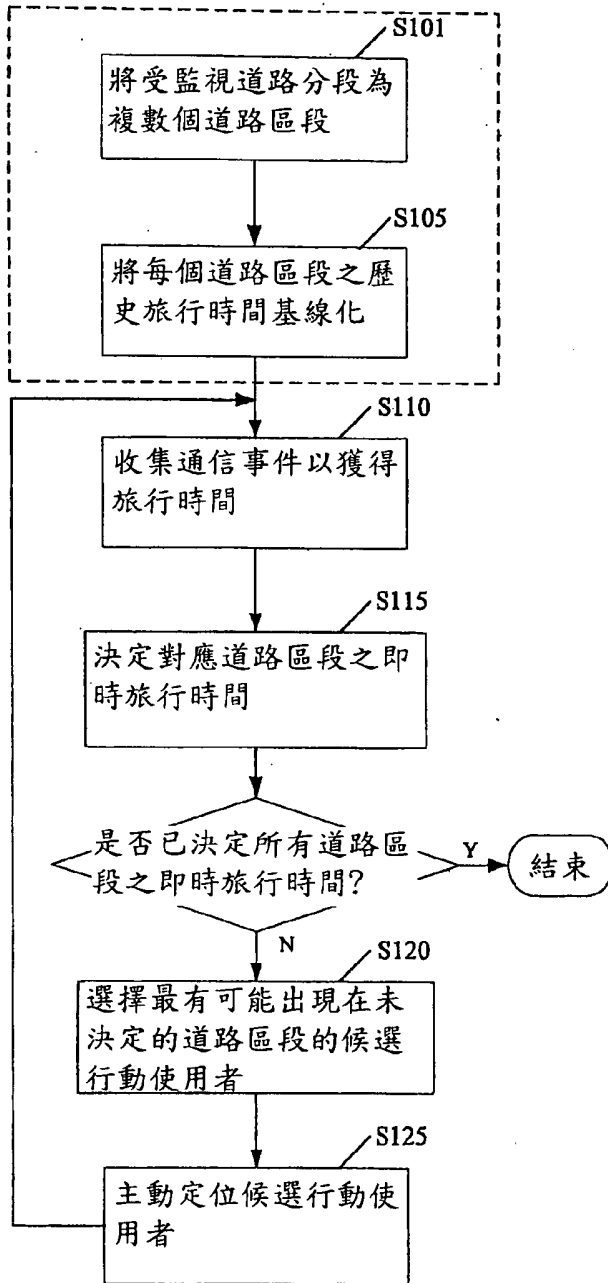 S101
將受監視道路分段為
複數個道路區段
S105
將每個道路區段之歷
史旅行時間基線化
S110
收集通信事件以獲得
旅行時間
S115
決定對應道路區段之即
時旅行時間
是否已決定所有道路區
段之即時旅行時間?
Y
結束
N
S120
選擇最有可能出現在未
決定的道路區段的候選
行動使用者
S125
主動定位候選行動使
用者